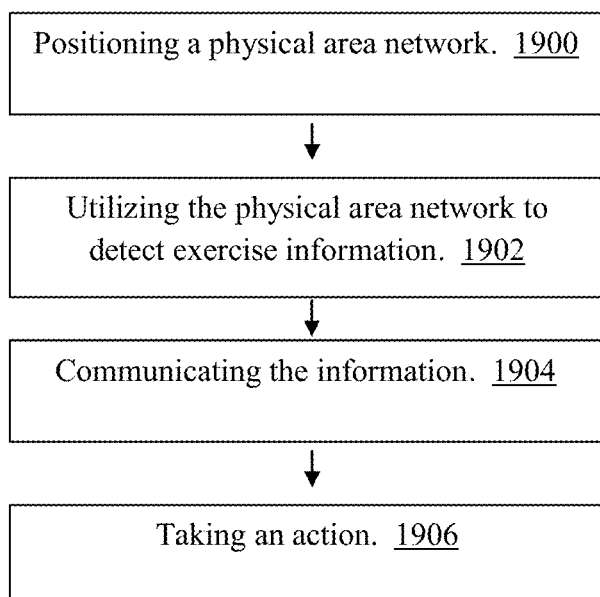 Positioning a physical area network. 1900
Utilizing the physical area network to
detect exercise information. 1902
Communicating the information. 1904
Taking an action. 1906